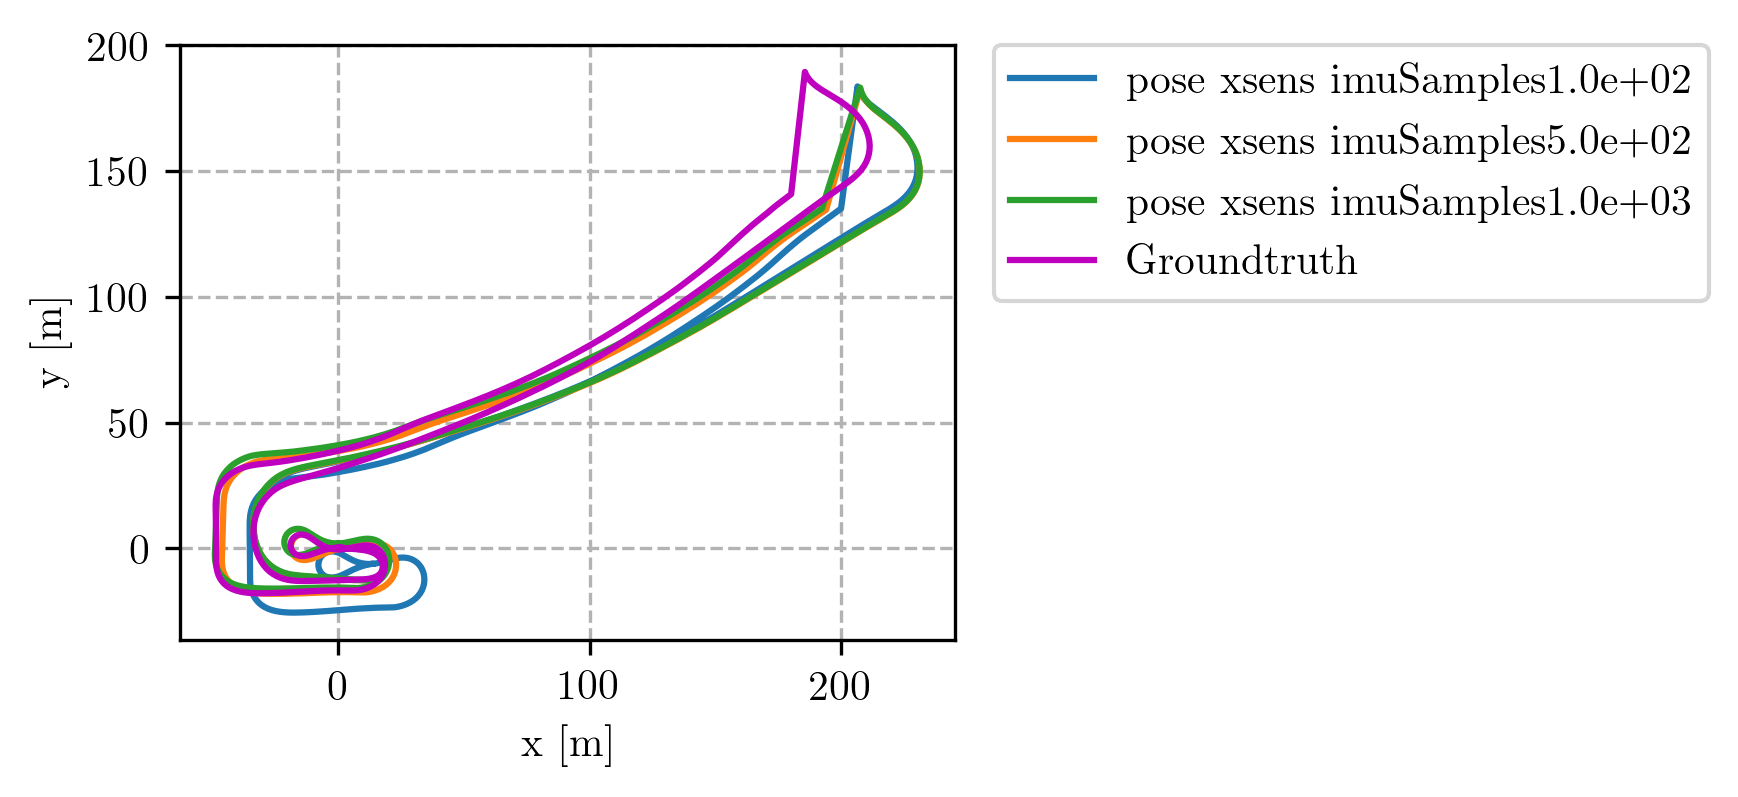 200
150
100
50
0
y [m]
0
100
200
x [m]
pose xsens imuSamples1.0e+02
pose xsens imuSamples5.0e+02
pose xsens imuSamples1.0e+03
Groundtruth